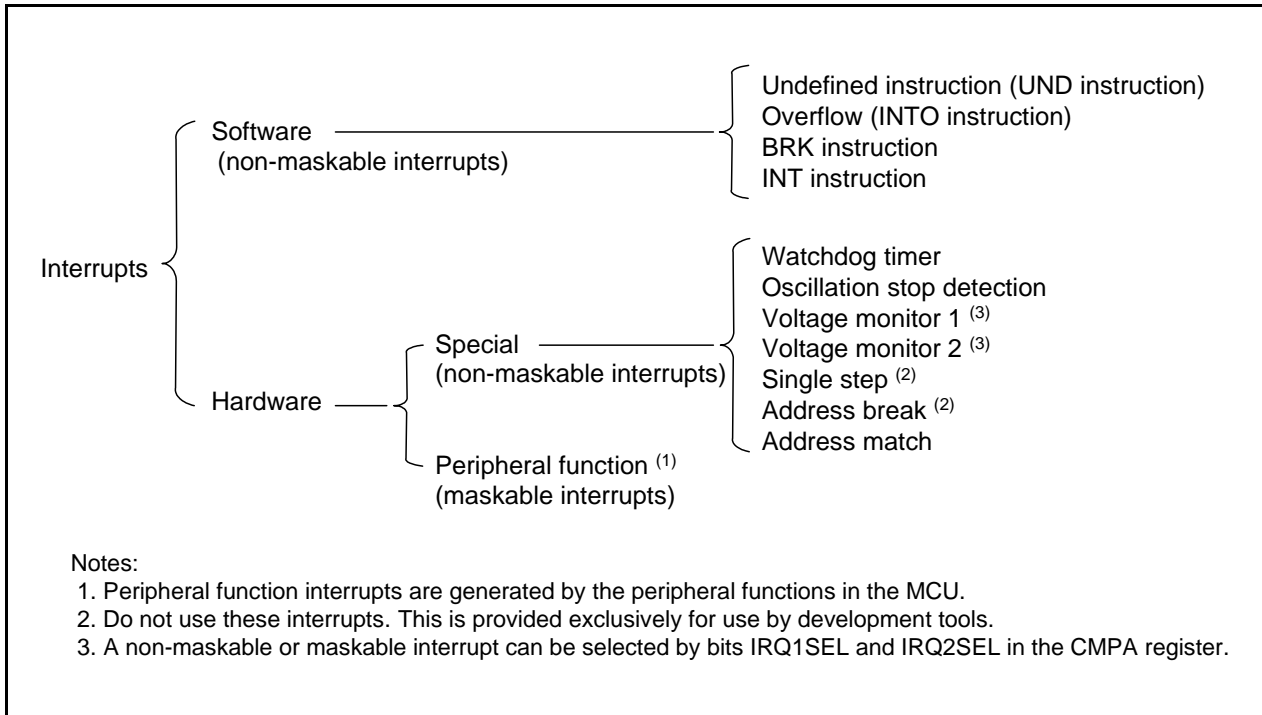 Undefined instruction (UND instruction)
Overflow (INTO instruction)
BRK instruction
INT instruction
Software
(non-maskable interrupts)
Interrupts
Watchdog timer
Oscillation stop detection
Voltage monitor 1 (3)
Voltage monitor 2 (3)
Single step (2)
Address break (2)
Address match
Special
(non-maskable interrupts)
Hardware
Peripheral function (1)
(maskable interrupts)
Notes:
1. Peripheral function interrupts are generated by the peripheral functions in the MCU.
2. Do not use these interrupts. This is provided exclusively for use by development tools.
3. A non-maskable or maskable interrupt can be selected by bits IRQ1SEL and IRQ2SEL in the CMPA register.